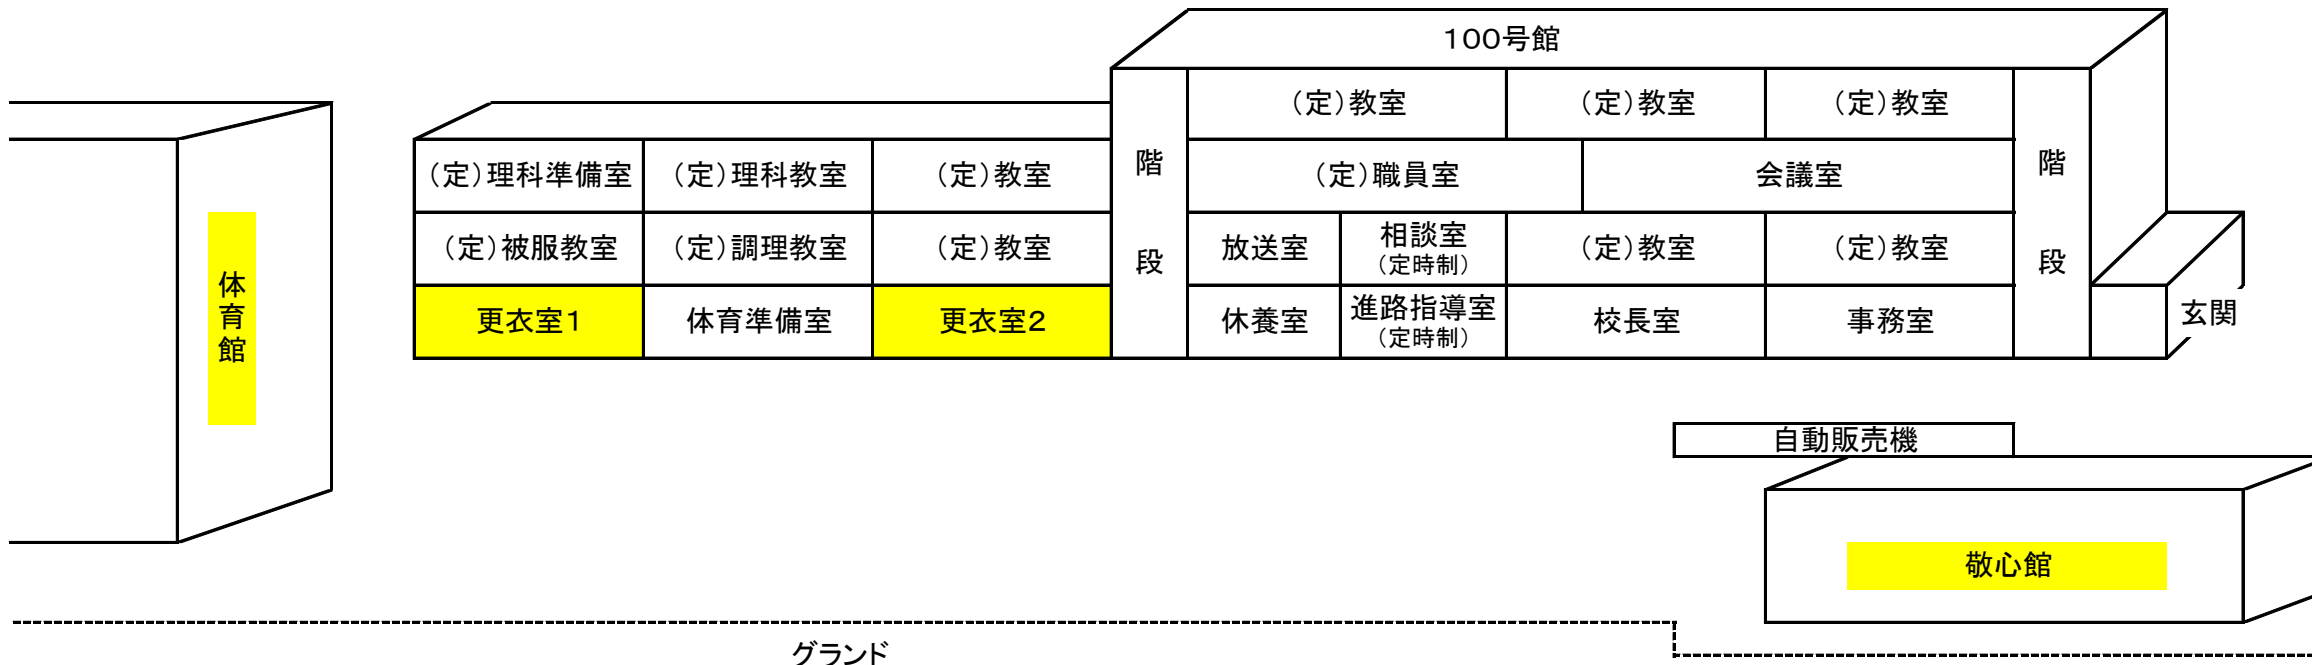 100号館
(定)教室 (定)教室 (定)教室
(定)理科準備室 (定)理科教室 (定)教室 階 (定)職員室 会議室 階
(定)被服教室 (定)調理教室 (定)教室 段 放送室 相談室 (定)教室 (定)教室 段
(定時制)
更衣室1 体育準備室 更衣室2 休養室 進路指導室 校長室 事務室 玄関
(定時制)
体育館
自動販売機
敬心館
グランド